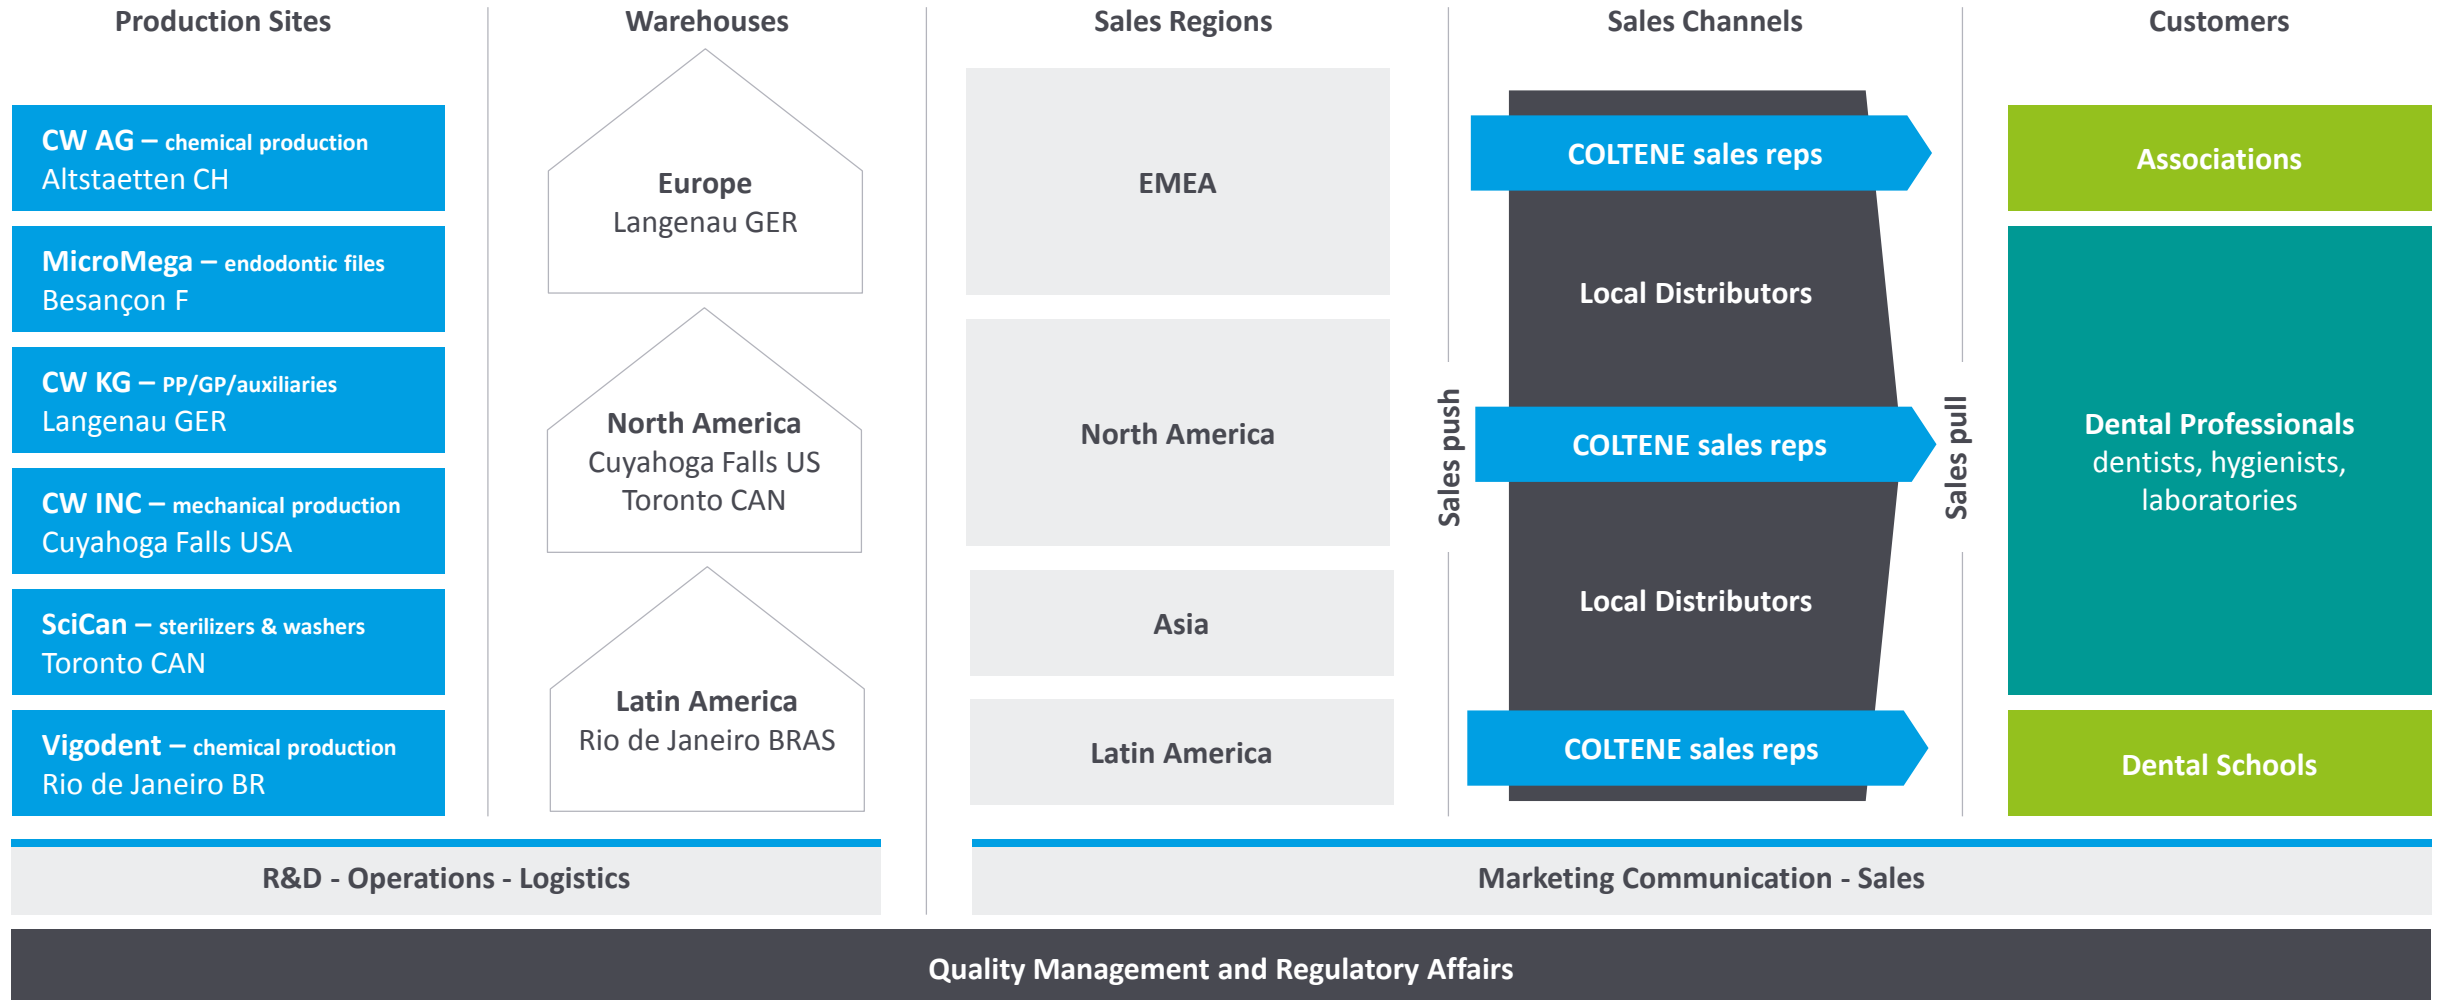 Production Sites
CW AG – chemical production
Altstaetten CH
MicroMega – endodontic files
Besançon F
CW KG – PP/GP/auxiliaries
Langenau GER
CW INC – mechanical production
Cuyahoga Falls USA
SciCan – sterilizers & washers
Toronto CAN
Vigodent – chemical production
Rio de Janeiro BR
Warehouses
Europe
Langenau GER
North America
Cuyahoga Falls US
Toronto CAN
Latin America
Rio de Janeiro BRAS
R&D - Operations - Logistics
Sales Regions
EMEA
North America
Asia
Latin America
Sales push
Sales Channels
COLTENE sales reps
Local Distributors
COLTENE sales reps
Local Distributors
COLTENE sales reps
Sales pull
Customers
Associations
Dental Professionals
dentists, hygienists,
laboratories
Dental Schools
Marketing Communication - Sales
Quality Management and Regulatory Affairs